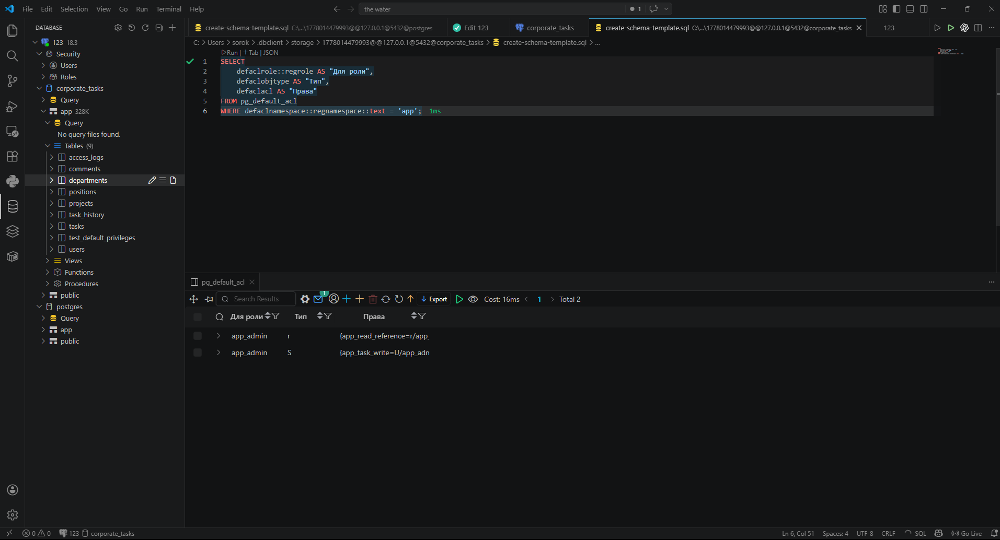 File Edit Selection View Go Run Terminal Help
the water
1
DATABASE
123 18.3
Security
Users
Roles
corporate_tasks
Query
app 328K
Query
No query files found.
Tables (9)
access_logs
comments
departments
positions
projects
task_history
tasks
test_default_privileges
users
Views
Functions
Procedures
public
postgres
Query
app
public
create-schema-template.sql C:\...\1778014479993@@127.0.0.1@5432@postgres
Edit 123
corporate_tasks
create-schema-template.sql C:\...\1778014479993@@127.0.0.1@5432@corporate_tasks
123
C: > Users > sorok > .dbclient > storage > 1778014479993@@127.0.0.1@5432@corporate_tasks > create-schema-template.sql > ...
Run | + Tab | JSON
1 SELECT
2 defaclrole::regrole AS "Для роли",
3 defaclobjtype AS "Тип",
4 defaclacl AS "Права"
5 FROM pg_default_acl
6 WHERE defaclnamespace::regnamespace::text = 'app'; 1ms
pg_default_acl
Search Results
1
Export
Cost: 16ms < 1 > Total 2
Для роли Тип Права
app_admin r {app_read_reference=r/app_
app_admin S {app_task_write=U/app_adm
0 0 123 corporate_tasks
Ln 6, Col 51 Spaces: 4 UTF-8 CRLF SQL Go Live